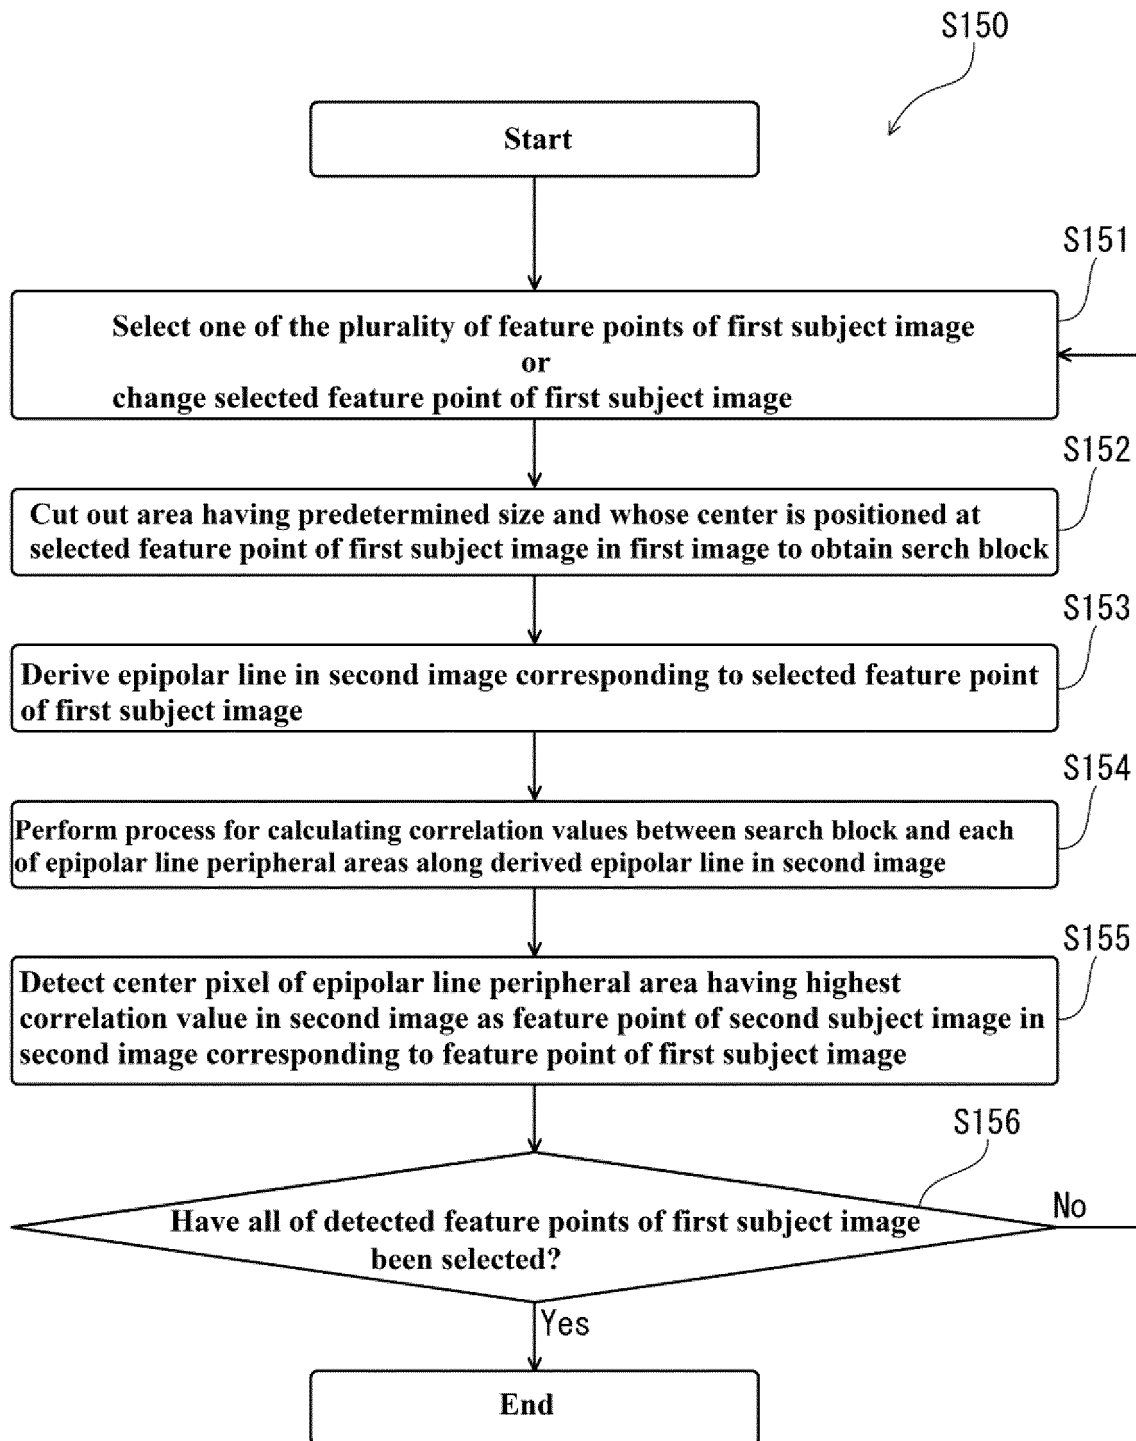 S150
Start
S151
Select one of the plurality of feature points of first subject image
or
change selected feature point of first subject image
S152
Cut out area having predetermined size and whose center is positioned at
selected feature point of first subject image in first image to obtain serch block
S153
Derive epipolar line in second image corresponding to selected feature point
of first subject image
S154
Perform process for calculating correlation values between search block and each
of epipolar line peripheral areas along derived epipolar line in second image
S155
Detect center pixel of epipolar line peripheral area having highest
correlation value in second image as feature point of second subject image in
second image corresponding to feature point of first subject image
S156
Have all of detected feature points of first subject image
been selected?
No
Yes
End